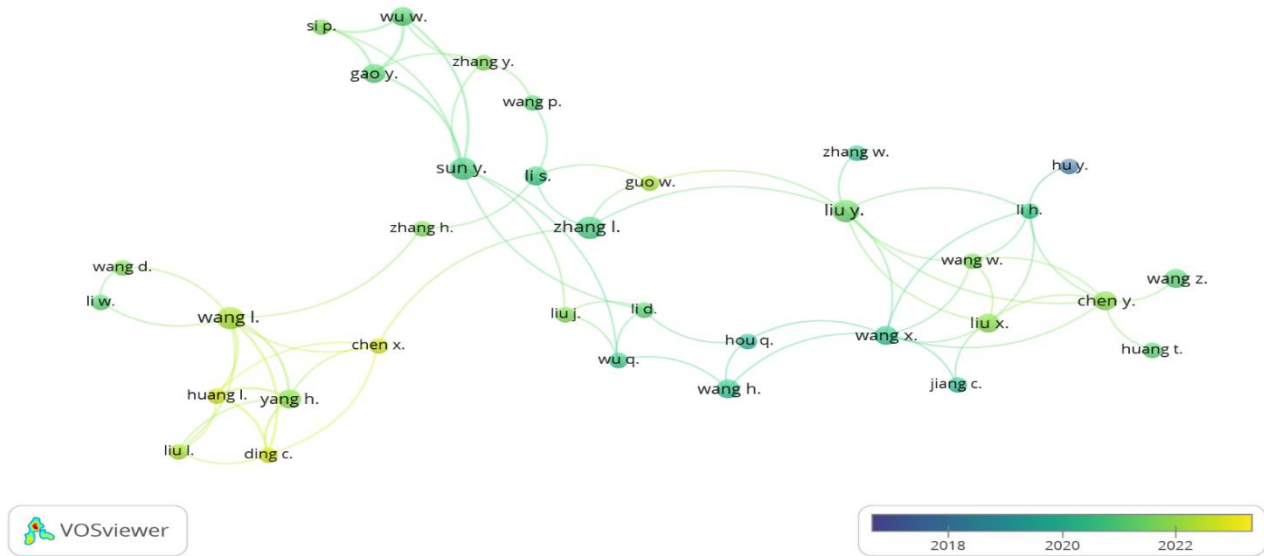 wu w.
si p.
zhang y.
gao y.
wang p.
zhang w.
hu y.
sun y.
li s.
guo w.
liu y.
li h.
zhang h.
zhang l.
wang d.
wang w.
wang z.
li w.
chen y.
wang l.
liu j.
li d.
liu x.
chen x.
wu q.
hou q.
wang x.
huang t.
huang l.
yang h.
wang h.
jiang c.
liu l.
ding c.
VOSviewer
2018 2020 2022